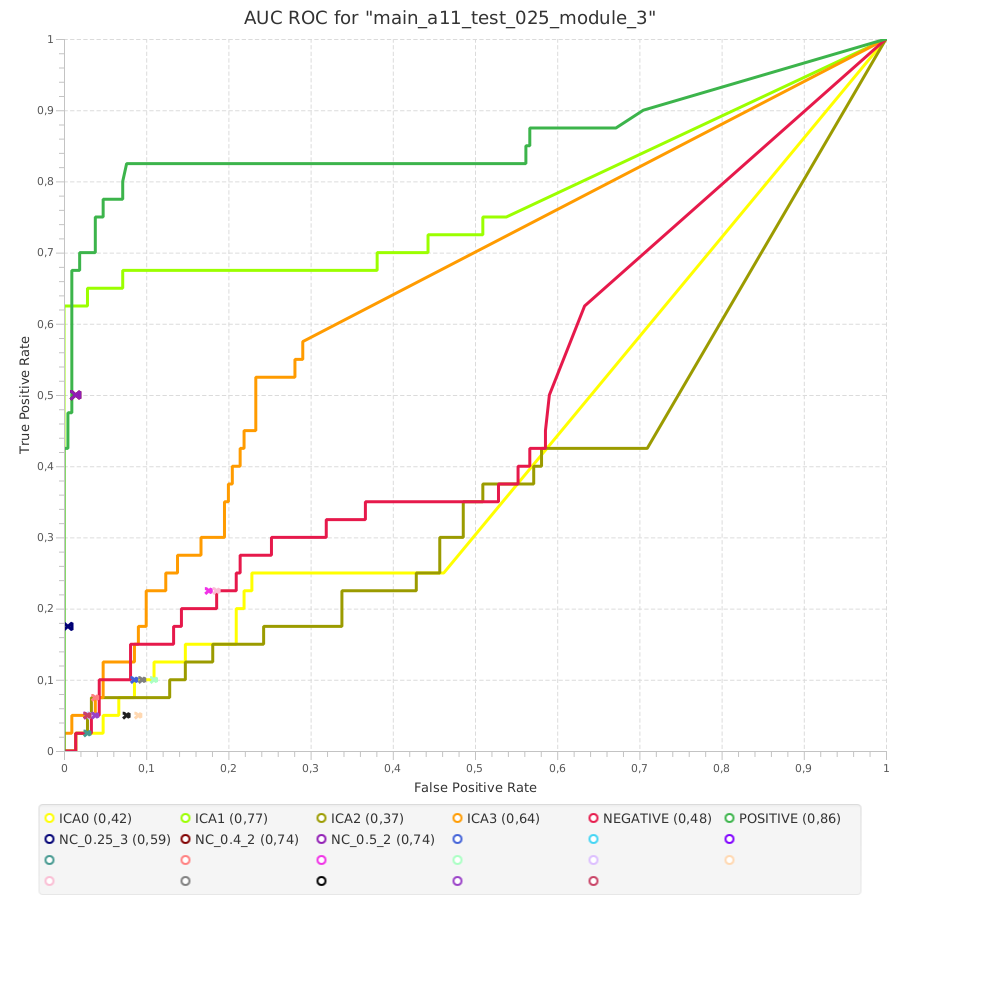 AUC ROC for "main_a11_test_025_module_3"
True Positive Rate
1
0,9
0,8
0,7
0,6
0,5
0,4
0,3
0,2
0,1
0
0 0,1 0,2 0,3 0,4 0,5 0,6 0,7 0,8 0,9 1
False Positive Rate
ICA0 (0,42) ICA1 (0,77) ICA2 (0,37) ICA3 (0,64) NEGATIVE (0,48) POSITIVE (0,86)
NC_0.25_3 (0,59) NC_0.4_2 (0,74) NC_0.5_2 (0,74)